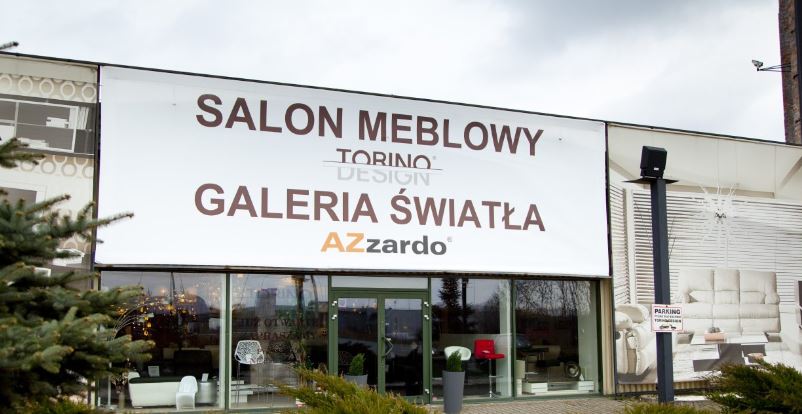 SALON MEBLOWY
TORINO®
DESIGN
GALERIA ŚWIATŁA
AZzardo®
PARKING